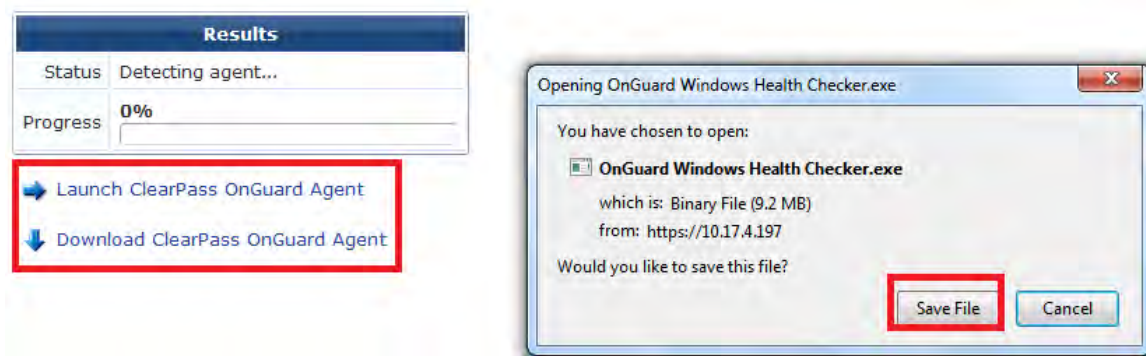 Results
Status Detecting agent...
Progress 0%
Launch ClearPass OnGuard Agent
Download ClearPass OnGuard Agent
Opening OnGuard Windows Health Checker.exe
You have chosen to open:
OnGuard Windows Health Checker.exe
which is: Binary File (9.2 MB)
from: https://10.17.4.197
Would you like to save this file?
Save File Cancel